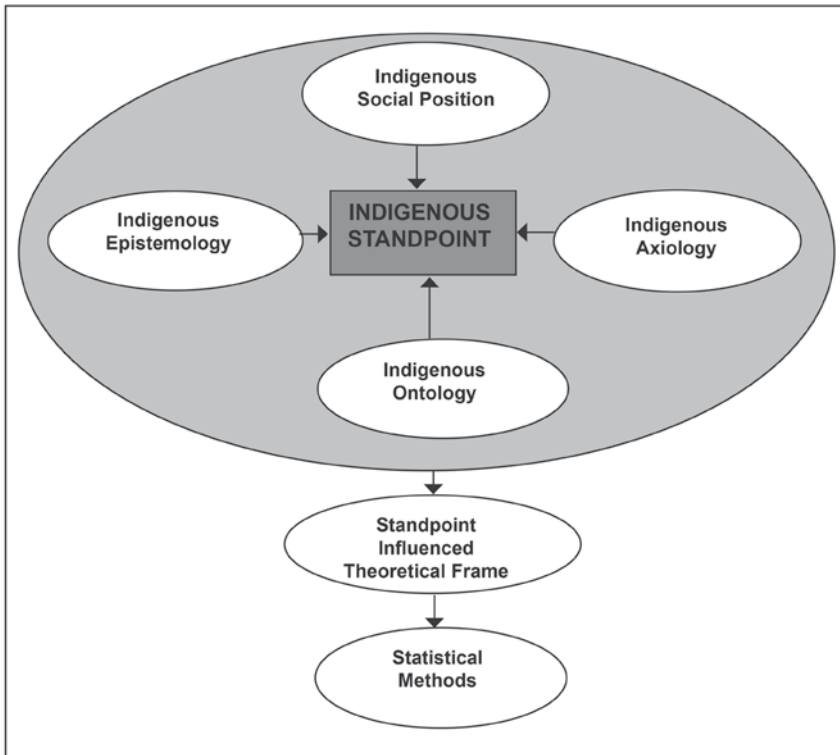 Indigenous
Social Position
Indigenous
Epistemology
INDIGENOUS
STANDPOINT
Indigenous
Axiology
Indigenous
Ontology
Standpoint
Influenced
Theoretical Frame
Statistical
Methods